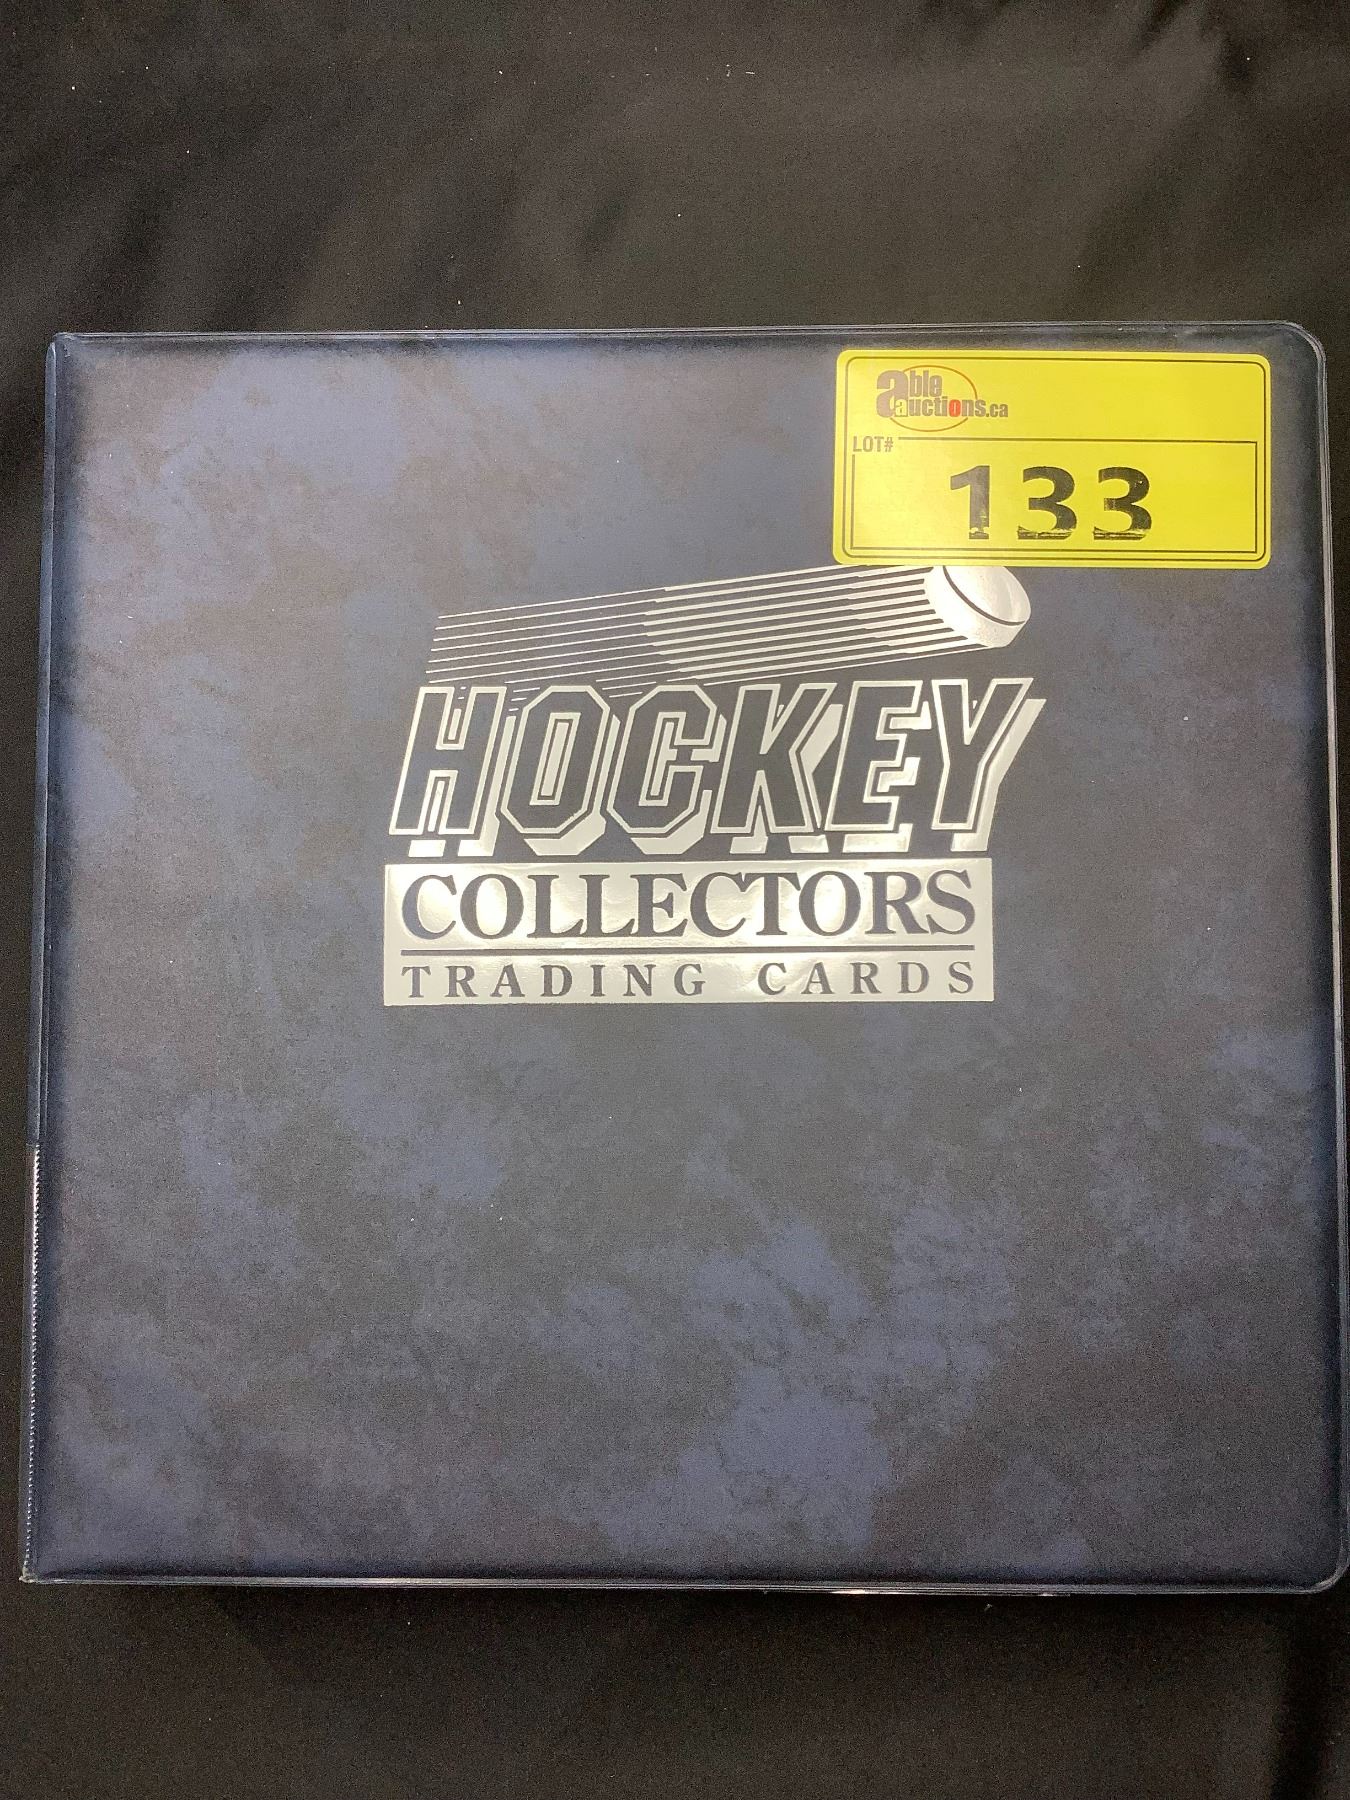 able
auctions.ca
LOT#
133
HOCKEY
COLLECTORS
TRADING CARDS